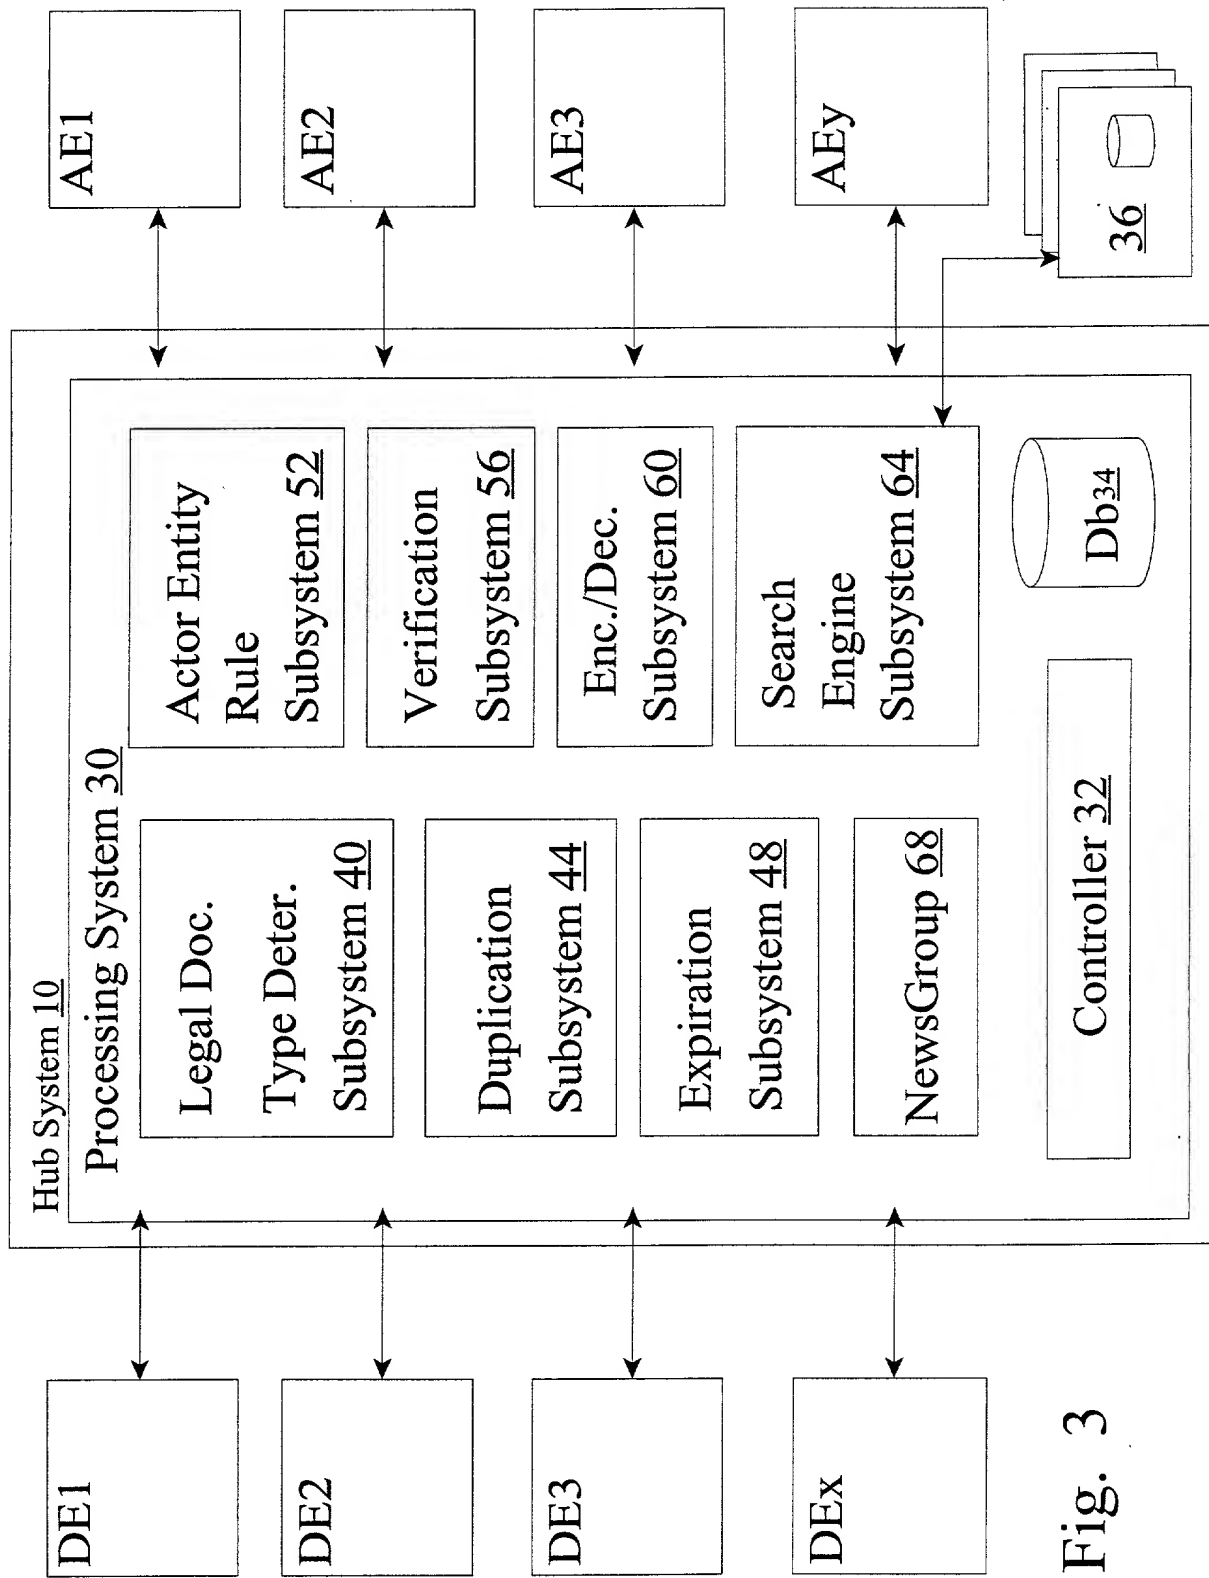 Hub System 10
Processing System 30
DE1
DE2
DE3
DEx
Legal Doc.
Type Deter.
Subsystem 40
Duplication
Subsystem 44
Expiration
Subsystem 48
NewsGroup 68
Controller 32
Actor Entity
Rule
Subsystem 52
Verification
Subsystem 56
Enc./Dec.
Subsystem 60
Search
Engine
Subsystem 64
Db34
AE1
AE2
AE3
AEy
36
Fig. 3